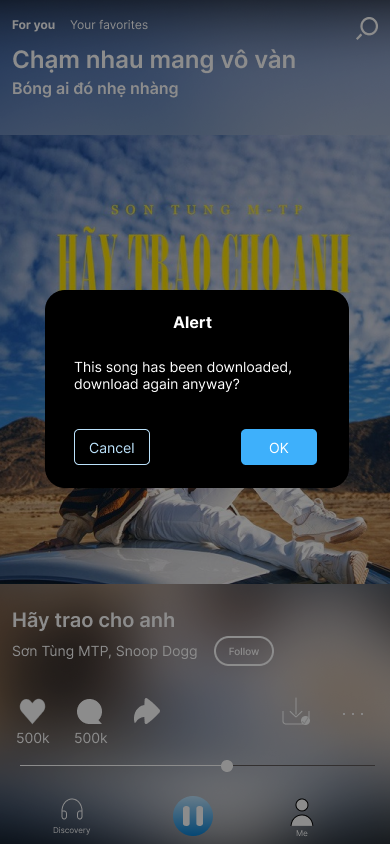 For you Your favorites
Chạm nhau mang vô vàn
Bóng ai đó nhẹ nhàng
SON TUNG M-TP
HÃY TRAO CHO ANH
Alert
This song has been downloaded,
download again anyway?
Cancel OK
Hãy trao cho anh
Sơn Tùng MTP, Snoop Dogg Follow
500k 500k
Discovery Me